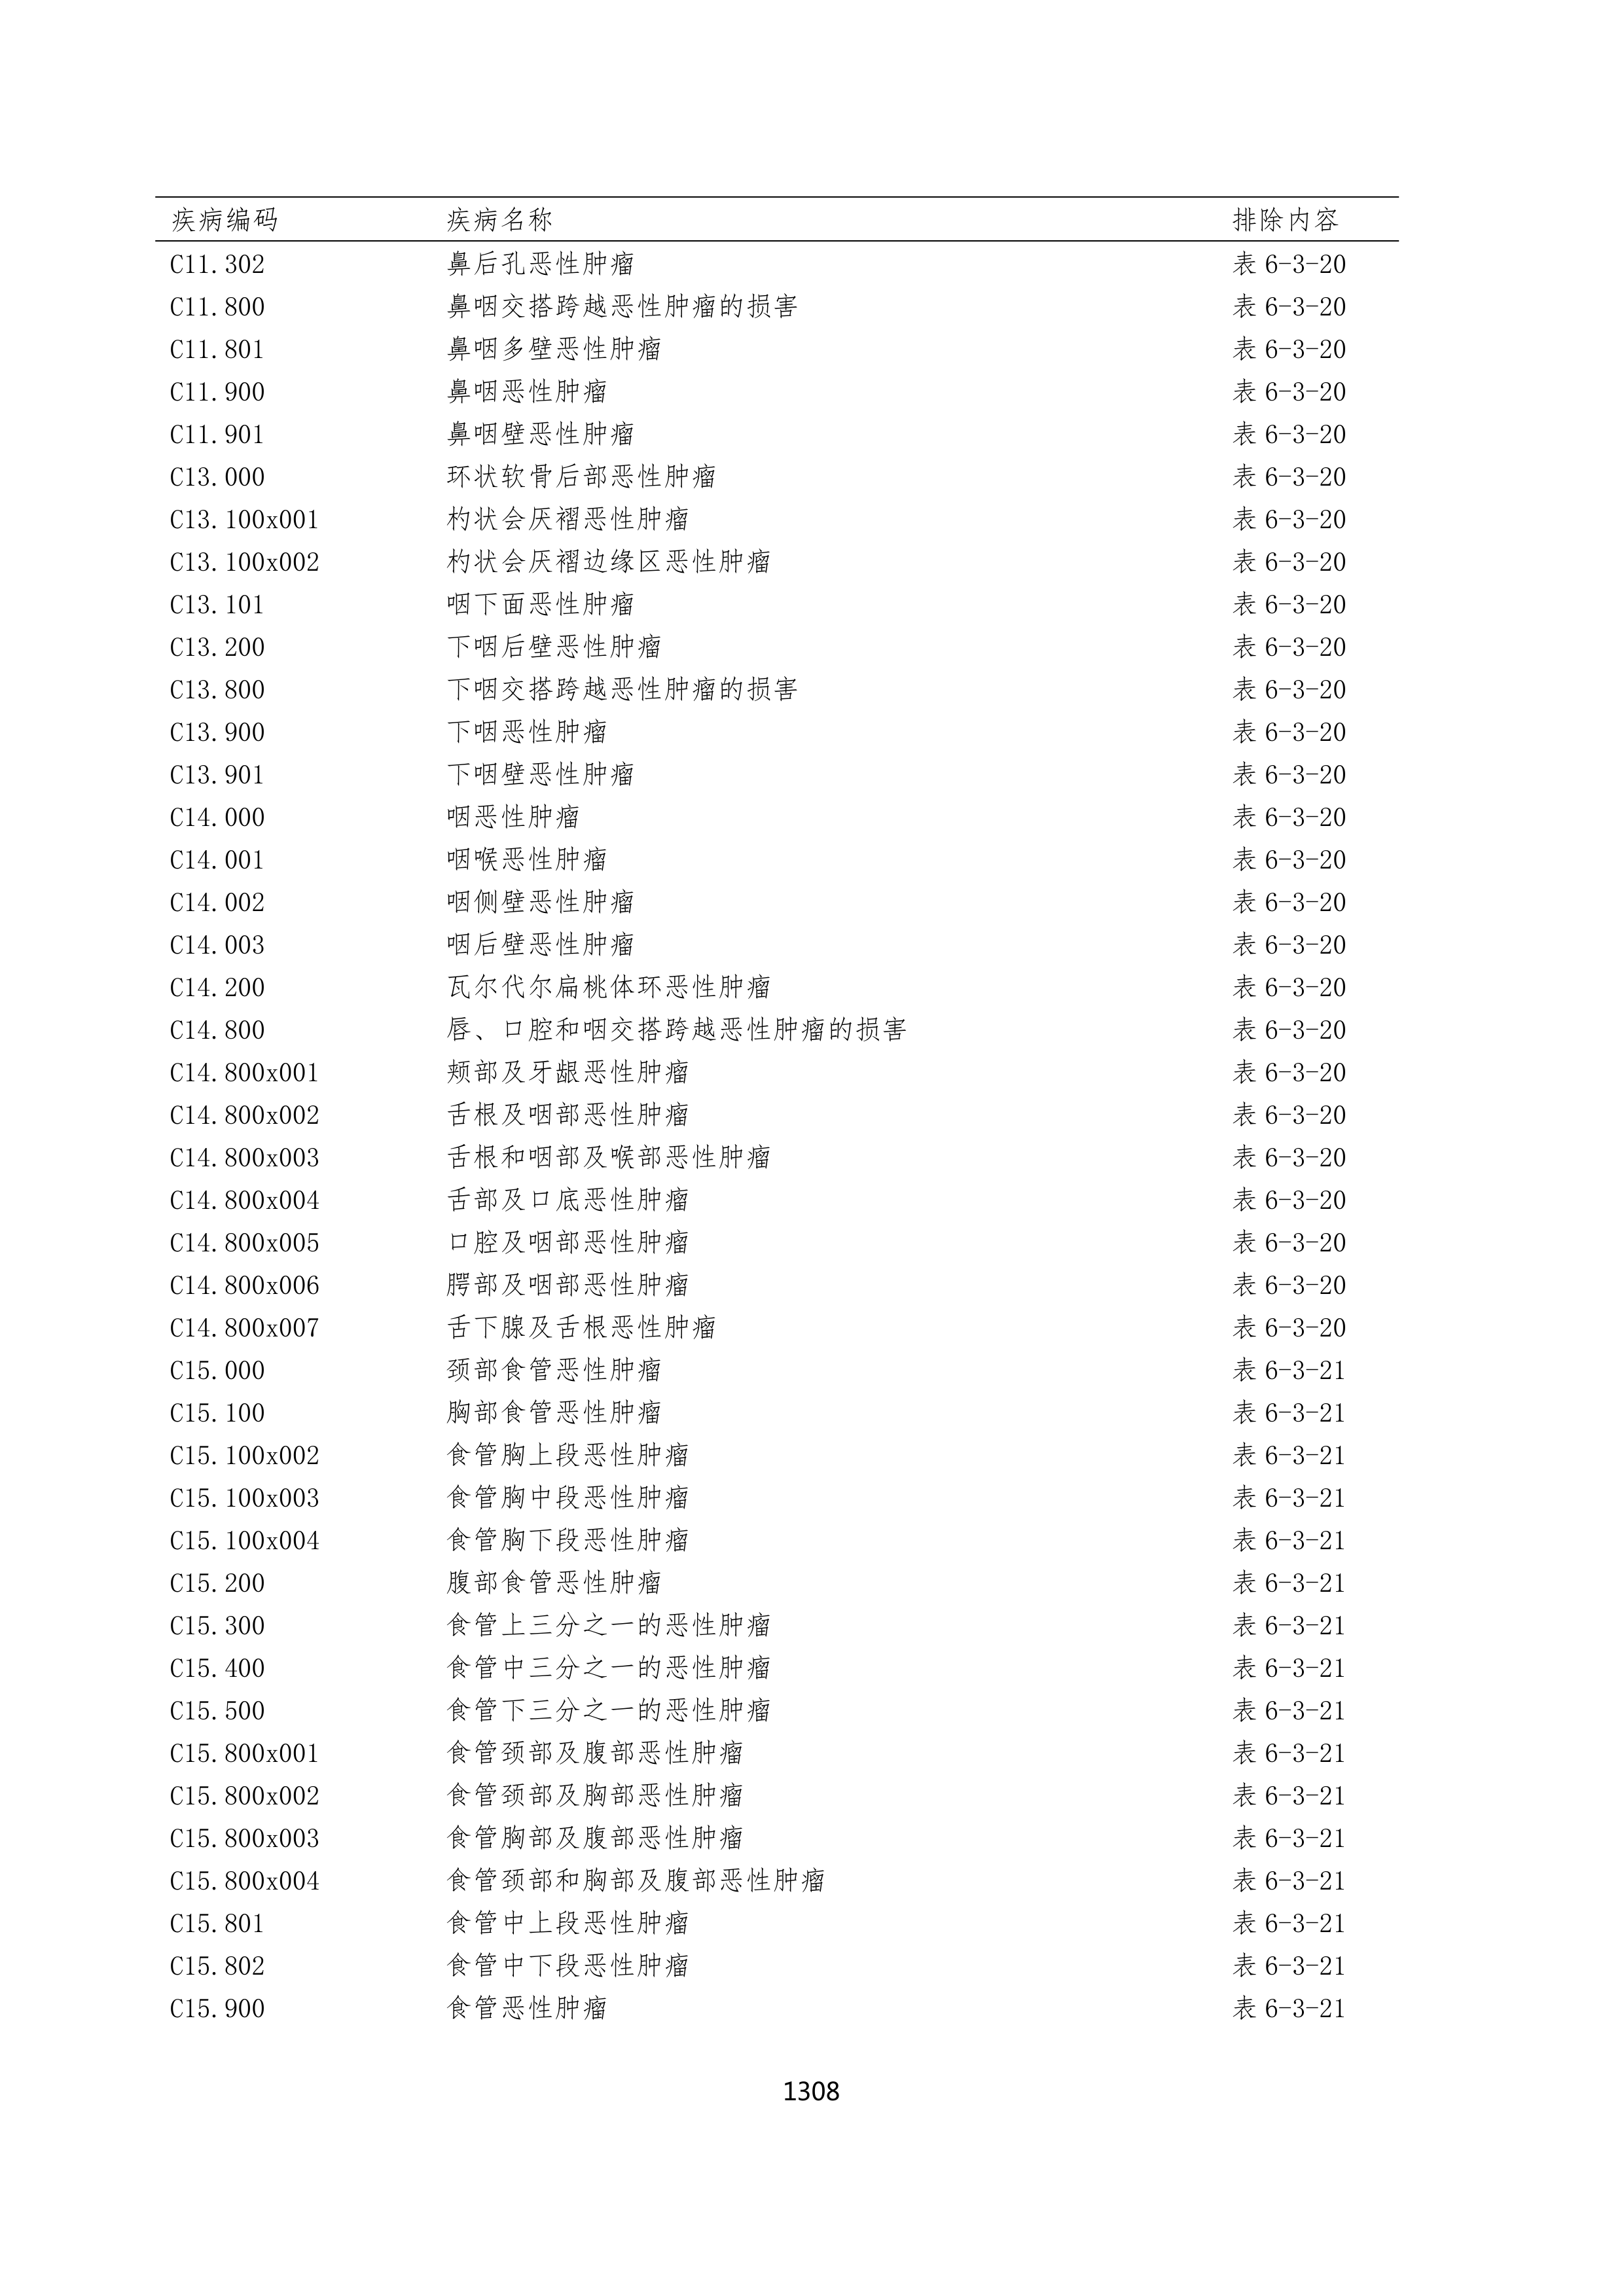 疾病编码 疾病名称 排除内容
C11.302 鼻后孔恶性肿瘤 表 6-3-20
C11.800 鼻咽交搭跨越恶性肿瘤的损害 表 6-3-20
C11.801 鼻咽多壁恶性肿瘤 表 6-3-20
C11.900 鼻咽恶性肿瘤 表 6-3-20
C11.901 鼻咽壁恶性肿瘤 表 6-3-20
C13.000 环状软骨后部恶性肿瘤 表 6-3-20
C13.100x001 杓状会厌褶恶性肿瘤 表 6-3-20
C13.100x002 杓状会厌褶边缘区恶性肿瘤 表 6-3-20
C13.101 咽下面恶性肿瘤 表 6-3-20
C13.200 下咽后壁恶性肿瘤 表 6-3-20
C13.800 下咽交搭跨越恶性肿瘤的损害 表 6-3-20
C13.900 下咽恶性肿瘤 表 6-3-20
C13.901 下咽壁恶性肿瘤 表 6-3-20
C14.000 咽恶性肿瘤 表 6-3-20
C14.001 咽喉恶性肿瘤 表 6-3-20
C14.002 咽侧壁恶性肿瘤 表 6-3-20
C14.003 咽后壁恶性肿瘤 表 6-3-20
C14.200 瓦尔代尔扁桃体环恶性肿瘤 表 6-3-20
C14.800 唇、口腔和咽交搭跨越恶性肿瘤的损害 表 6-3-20
C14.800x001 颊部及牙龈恶性肿瘤 表 6-3-20
C14.800x002 舌根及咽部恶性肿瘤 表 6-3-20
C14.800x003 舌根和咽部及喉部恶性肿瘤 表 6-3-20
C14.800x004 舌部及口底恶性肿瘤 表 6-3-20
C14.800x005 口腔及咽部恶性肿瘤 表 6-3-20
C14.800x006 腭部及咽部恶性肿瘤 表 6-3-20
C14.800x007 舌下腺及舌根恶性肿瘤 表 6-3-20
C15.000 颈部食管恶性肿瘤 表 6-3-21
C15.100 胸部食管恶性肿瘤 表 6-3-21
C15.100x002 食管胸上段恶性肿瘤 表 6-3-21
C15.100x003 食管胸中段恶性肿瘤 表 6-3-21
C15.100x004 食管胸下段恶性肿瘤 表 6-3-21
C15.200 腹部食管恶性肿瘤 表 6-3-21
C15.300 食管上三分之一的恶性肿瘤 表 6-3-21
C15.400 食管中三分之一的恶性肿瘤 表 6-3-21
C15.500 食管下三分之一的恶性肿瘤 表 6-3-21
C15.800x001 食管颈部及腹部恶性肿瘤 表 6-3-21
C15.800x002 食管颈部及胸部恶性肿瘤 表 6-3-21
C15.800x003 食管胸部及腹部恶性肿瘤 表 6-3-21
C15.800x004 食管颈部和胸部及腹部恶性肿瘤 表 6-3-21
C15.801 食管中上段恶性肿瘤 表 6-3-21
C15.802 食管中下段恶性肿瘤 表 6-3-21
C15.900 食管恶性肿瘤 表 6-3-21
1308